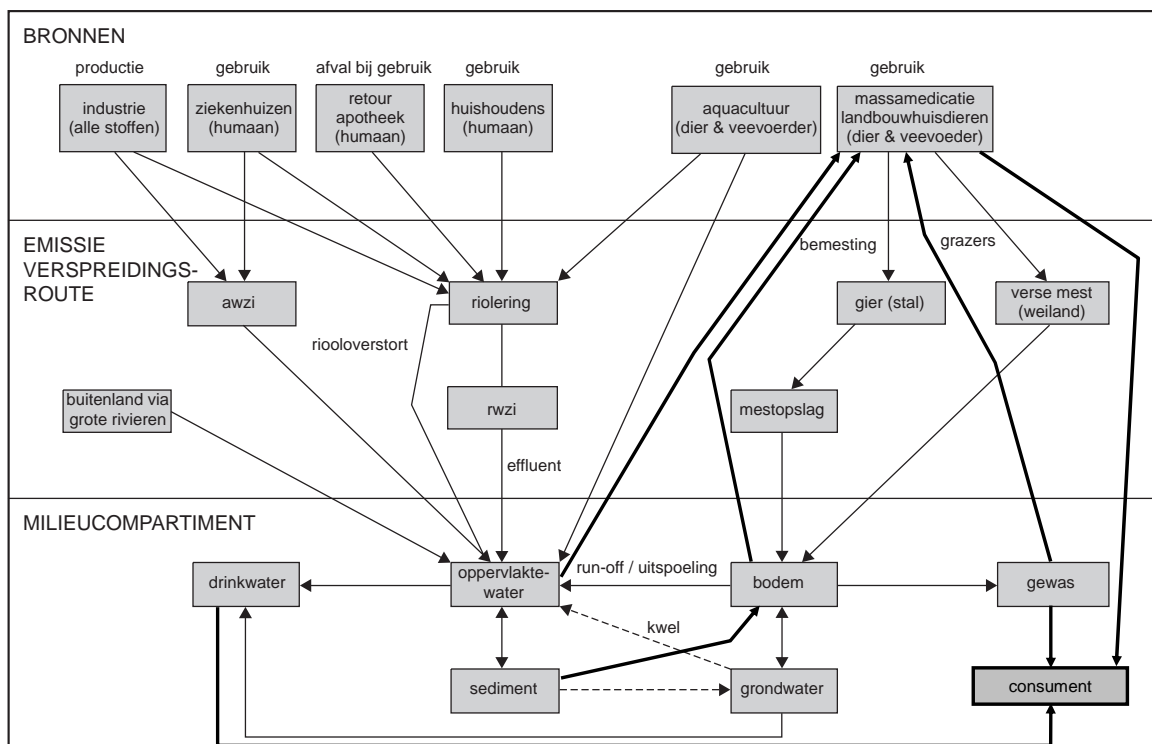 BRONNEN
productie
gebruik
afval bij gebruik
gebruik
gebruik
gebruik
industrie
(alle stoffen)
ziekenhuizen
(humaan)
retour
apotheek
(humaan)
huishoudens
(humaan)
aquacultuur
(dier & veevoerder)
massamedicatie
landbouwhuisdieren
(dier & veevoeder)
EMISSIE
VERSPREIDINGS-
ROUTE
bemesting
grazers
awzi
riolering
gier (stal)
verse mest
(weiland)
riooloverstort
buitenland via
grote rivieren
rwzi
mestopslag
effluent
MILIEUCOMPARTIMENT
drinkwater
oppervlakte-
water
run-off / uitspoeling
bodem
gewas
kwel
sediment
grondwater
consument